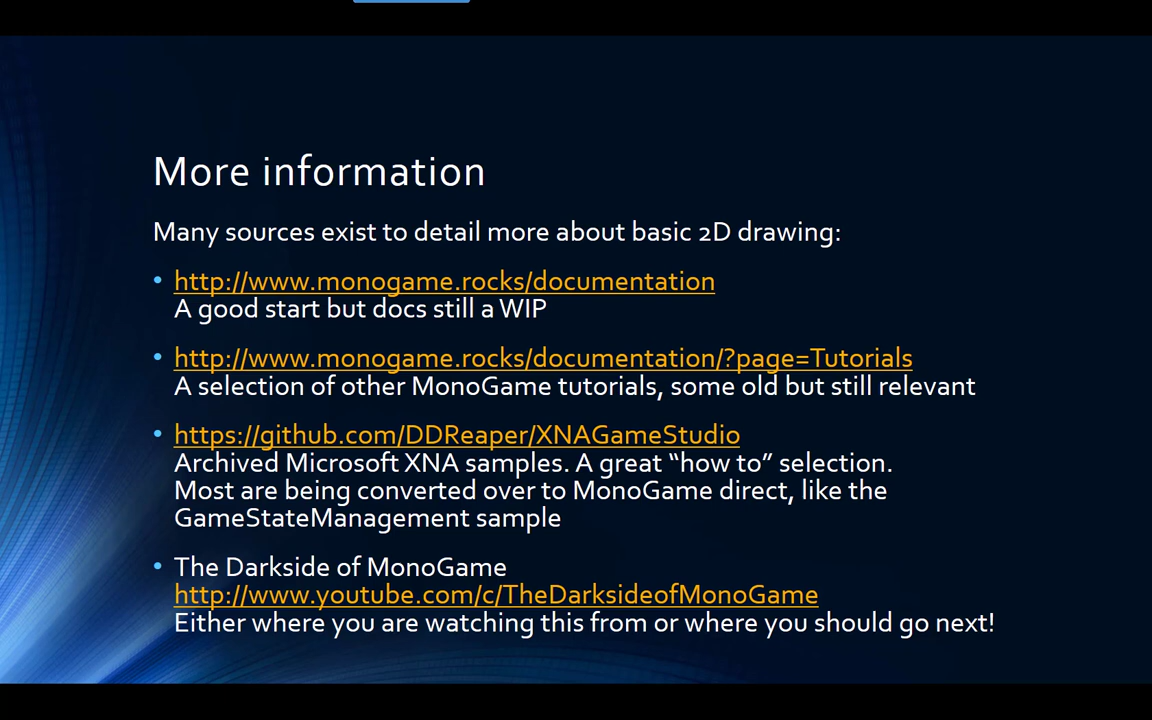 More information
Many sources exist to detail more about basic 2D drawing:
• http://www.monogame.rocks/documentation
A good start but docs still a WIP
• http://www.monogame.rocks/documentation/?page=Tutorials
A selection of other MonoGame tutorials, some old but still relevant
• https://github.com/DDReaper/XNAGameStudio
Archived Microsoft XNA samples. A great “how to” selection.
Most are being converted over to MonoGame direct, like the
GameStateManagement sample
• The Darkside of MonoGame
http://www.youtube.com/c/TheDarksideofMonoGame
Either where you are watching this from or where you should go next!